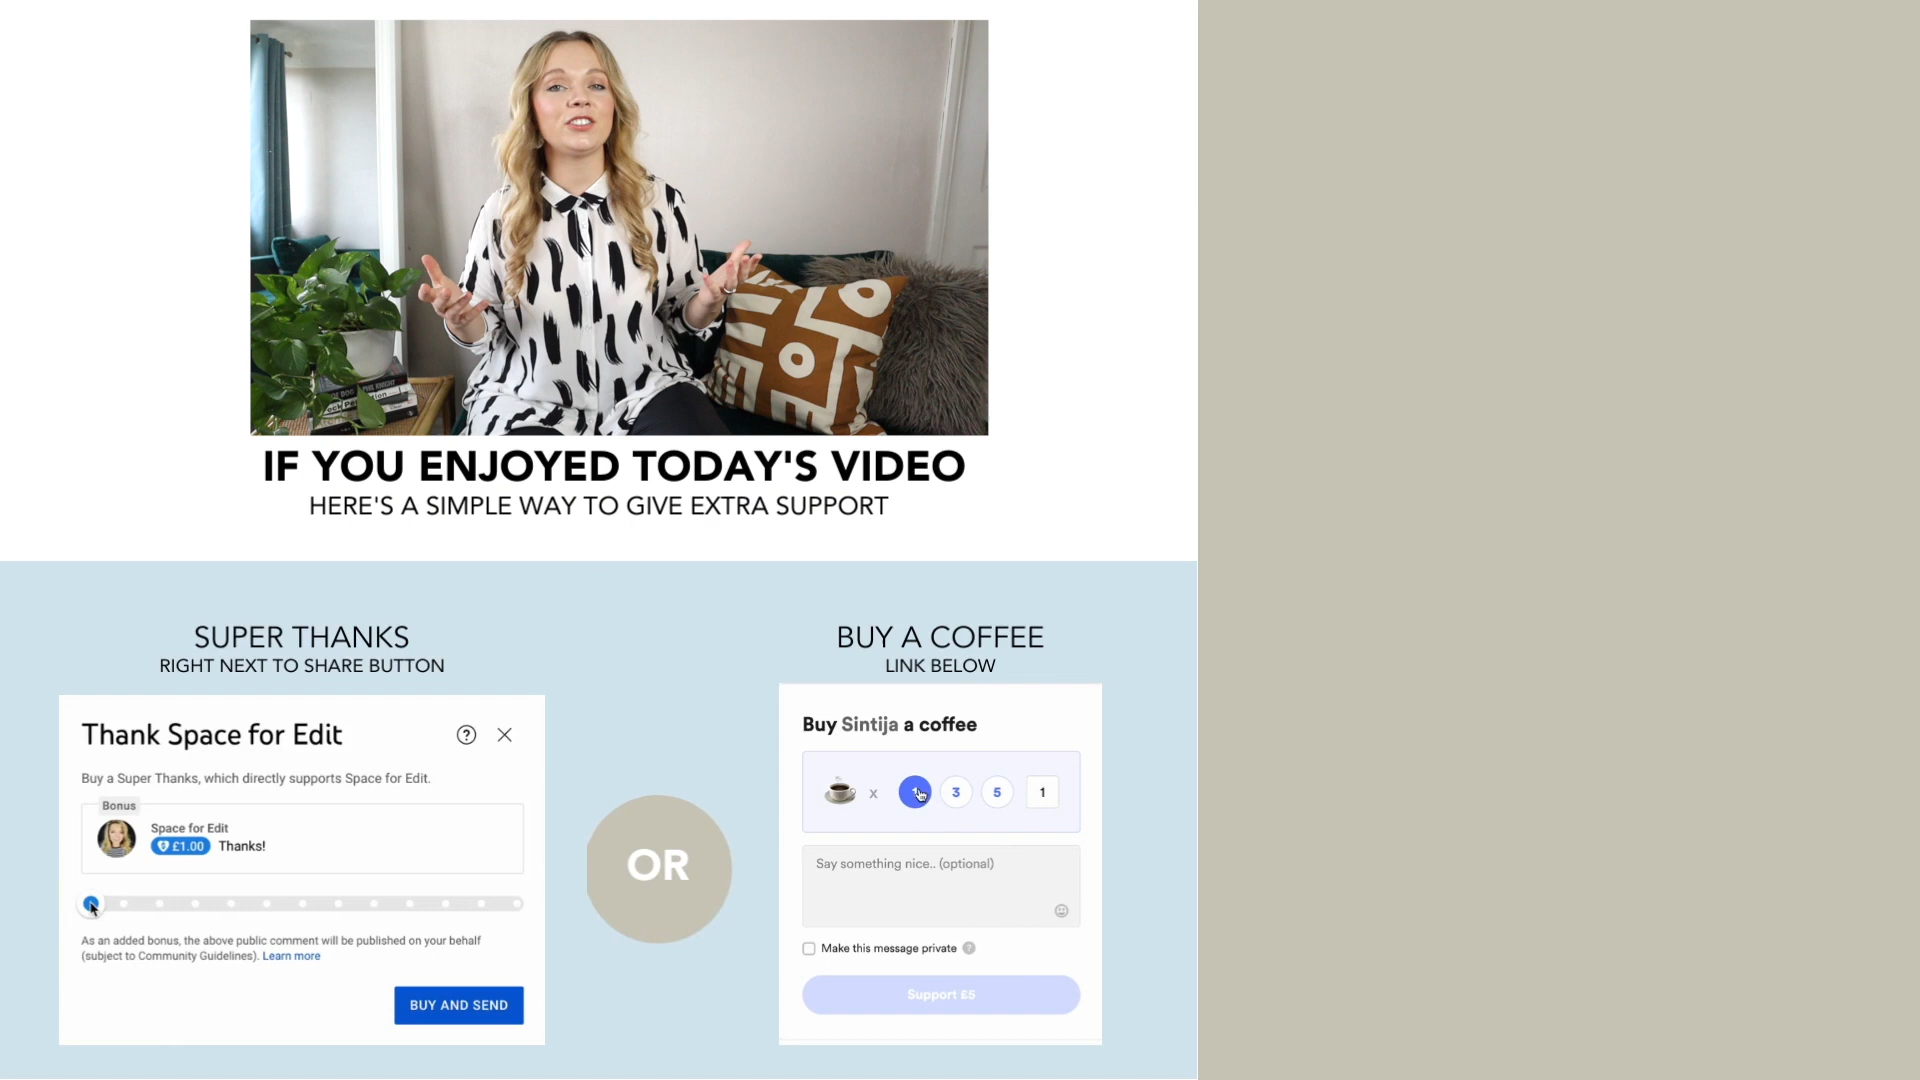 IF YOU ENJOYED TODAY'S VIDEO
HERE'S A SIMPLE WAY TO GIVE EXTRA SUPPORT
SUPER THANKS
RIGHT NEXT TO SHARE BUTTON
Thank Space for Edit
?
Buy a Super Thanks, which directly supports Space for Edit.
Bonus
Space for Edit
£1.00 Thanks!
As an added bonus, the above public comment will be published on your behalf
(subject to Community Guidelines). Learn more
BUY AND SEND
OR
BUY A COFFEE
LINK BELOW
Buy Sintija a coffee
x 3 5 1
Say something nice.. (optional)
Make this message private ?
Support £5